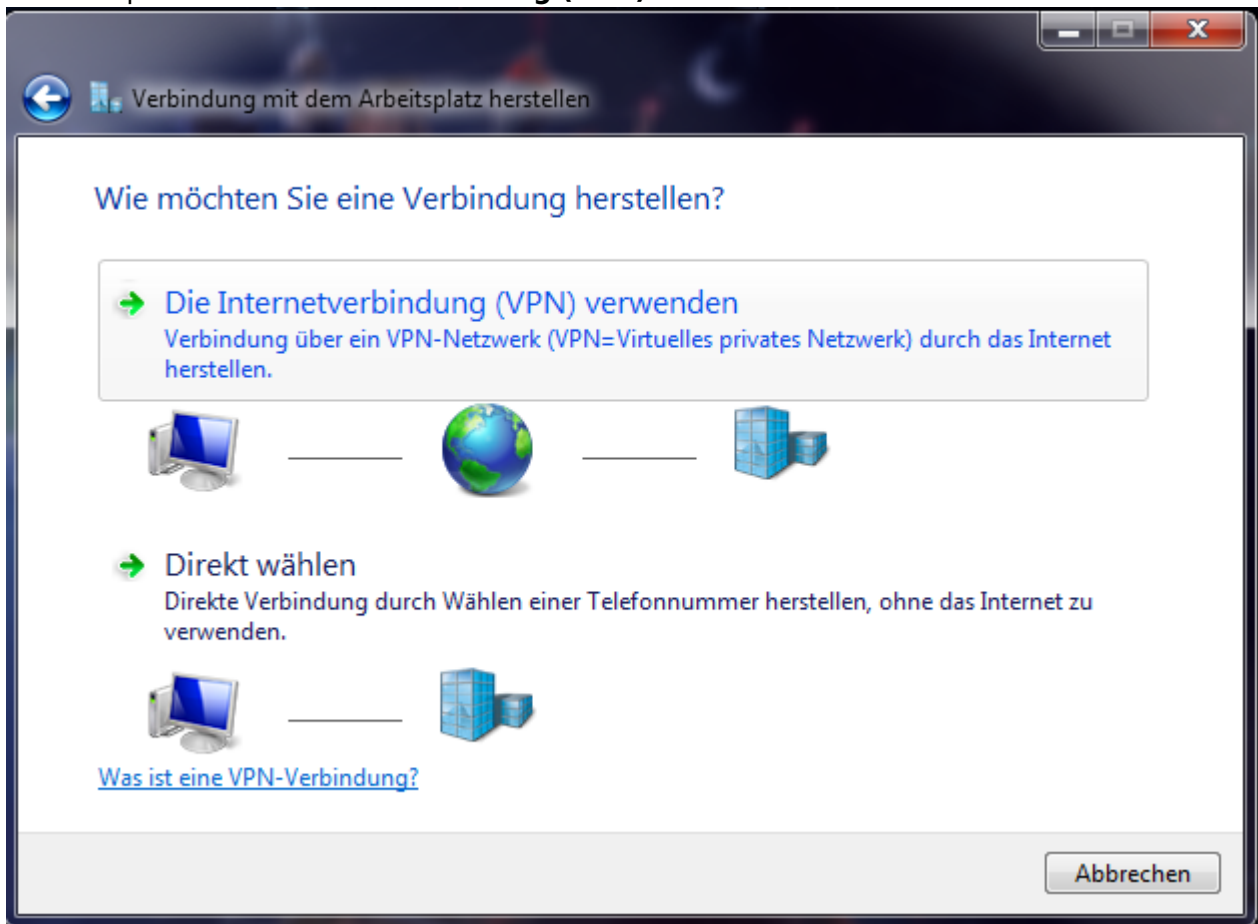 Verbindung mit dem Arbeitsplatz herstellen
Wie möchten Sie eine Verbindung herstellen?
Die Internetverbindung (VPN) verwenden
Verbindung über ein VPN-Netzwerk (VPN=Virtuelles privates Netzwerk) durch das Internet
herstellen.
Direkt wählen
Direkte Verbindung durch Wählen einer Telefonnummer herstellen, ohne das Internet zu
verwenden.
Was ist eine VPN-Verbindung?
Abbrechen